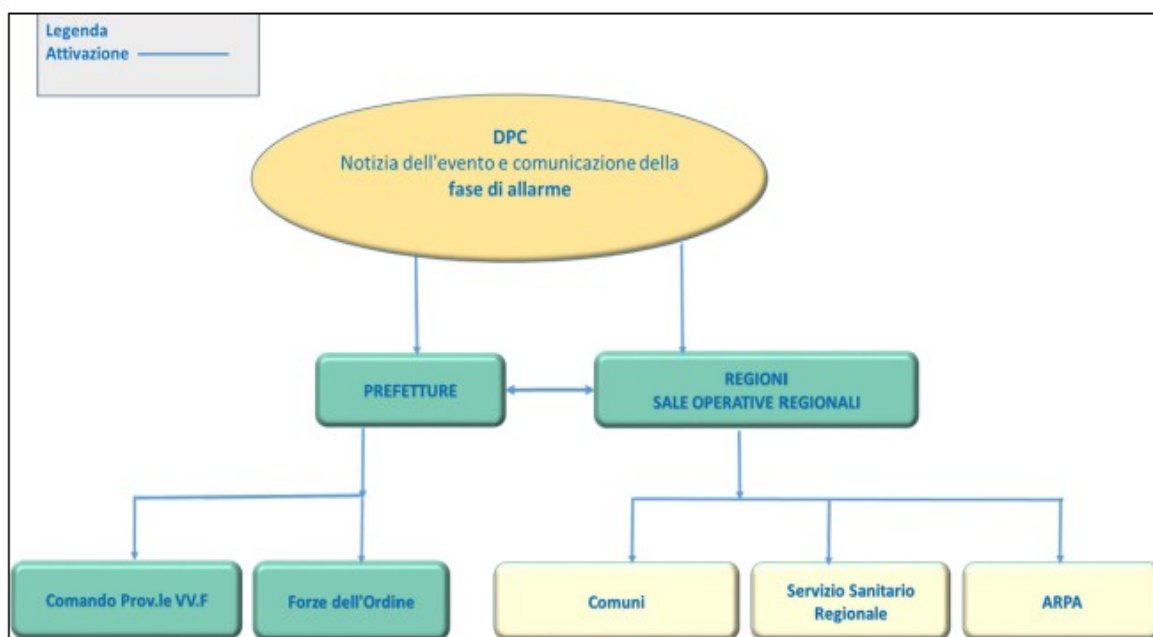 Legenda
Attivazione
DPC
Notizia dell'evento e comunicazione della
fase di allarme
PREFETTURE
REGIONI
SALE OPERATIVE REGIONALI
Comando Prov.le VV.F
Forze dell'Ordine
Comuni
Servizio Sanitario
Regionale
ARPA